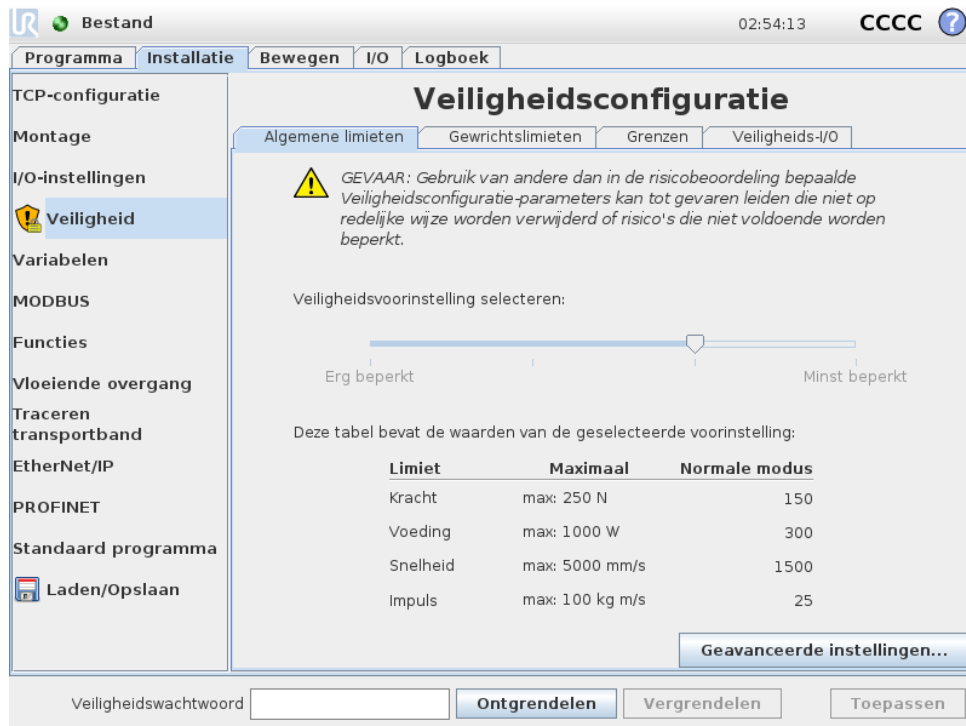 UR Bestand 02:54:13 CCCC ?
Programma Installatie Bewegen I/O Logboek
TCP-configuratie
Montage
I/O-instellingen
Veiligheid
Variabelen
MODBUS
Functies
Vloeiende overgang
Traceren
transportband
EtherNet/IP
PROFINET
Standaard programma
Laden/Opslaan
Veiligheidsconfiguratie
Algemene limieten Gewrichtslimieten Grenzen Veiligheids-I/O
GEVAAR: Gebruik van andere dan in de risicobeoordeling bepaalde
Veiligheidsconfiguratie-parameters kan tot gevaren leiden die niet op
redelijke wijze worden verwijderd of risico's die niet voldoende worden
beperkt.
Veiligheidsvoorinstelling selecteren:
Erg beperkt Minst beperkt
Deze tabel bevat de waarden van de geselecteerde voorinstelling:
Limiet Maximaal Normale modus
Kracht max: 250 N 150
Voeding max: 1000 W 300
Snelheid max: 5000 mm/s 1500
Impuls max: 100 kg m/s 25
Geavanceerde instellingen...
Veiligheidswachtwoord Ontgrendelen Vergrendelen Toepassen